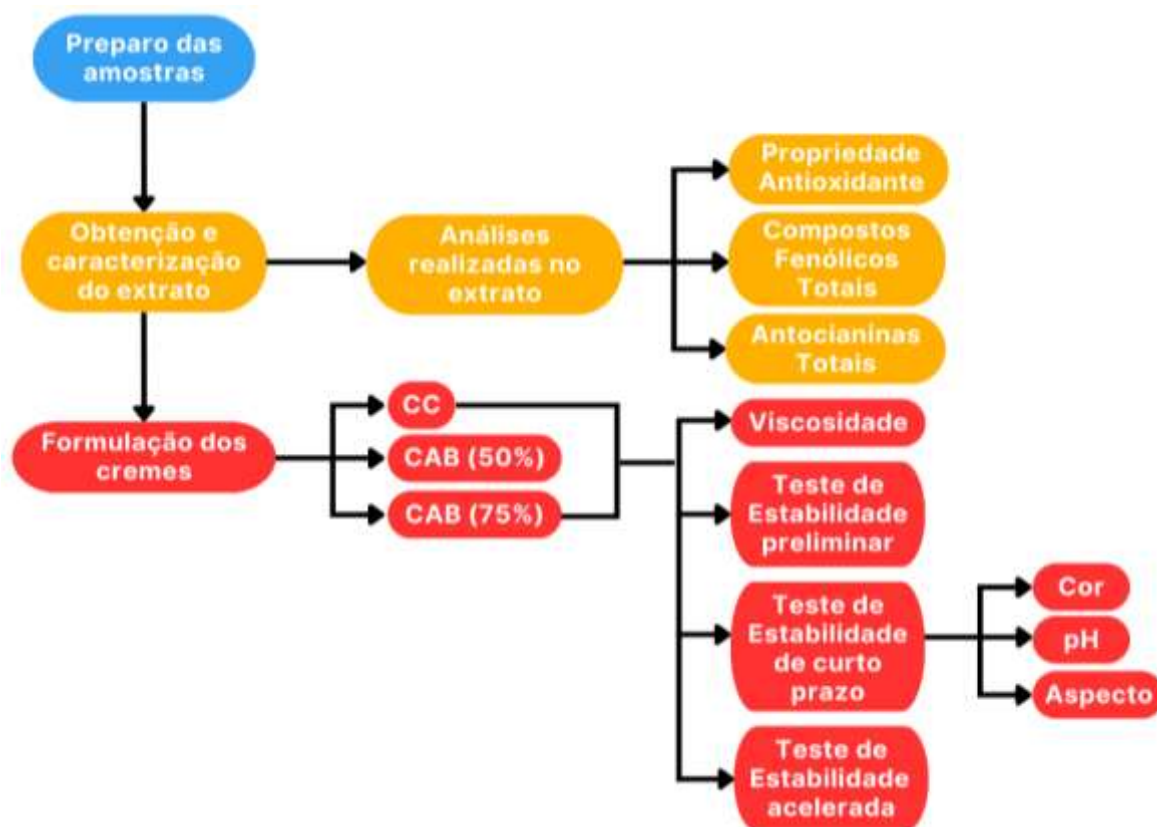 Preparo das
amostras
Obtenção e
caracterização
do extrato
Análises
realizadas no
extrato
Propriedade
Antioxidante
Compostos
Fenólicos
Totais
Antocianinas
Totais
Formulação dos
cremes
CC
CAB (50%)
CAB (75%)
Viscosidade
Teste de
Estabilidade
preliminar
Teste de
Estabilidade
de curto
prazo
Cor
pH
Aspecto
Teste de
Estabilidade
acelerada